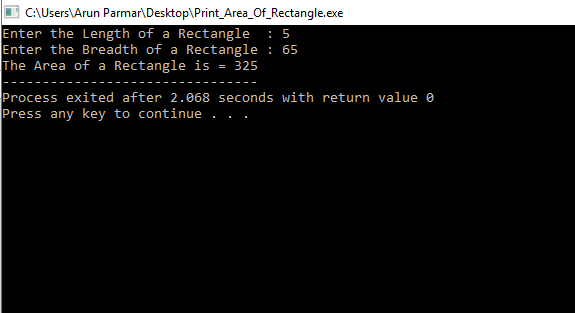 C:\Users\Arun Parmar\Desktop\Print_Area_Of_Rectangle.exe
Enter the Length of a Rectangle  : 5
Enter the Breadth of a Rectangle : 65
The Area of a Rectangle is = 325
--------------------------------
Process exited after 2.068 seconds with return value 0
Press any key to continue . . .